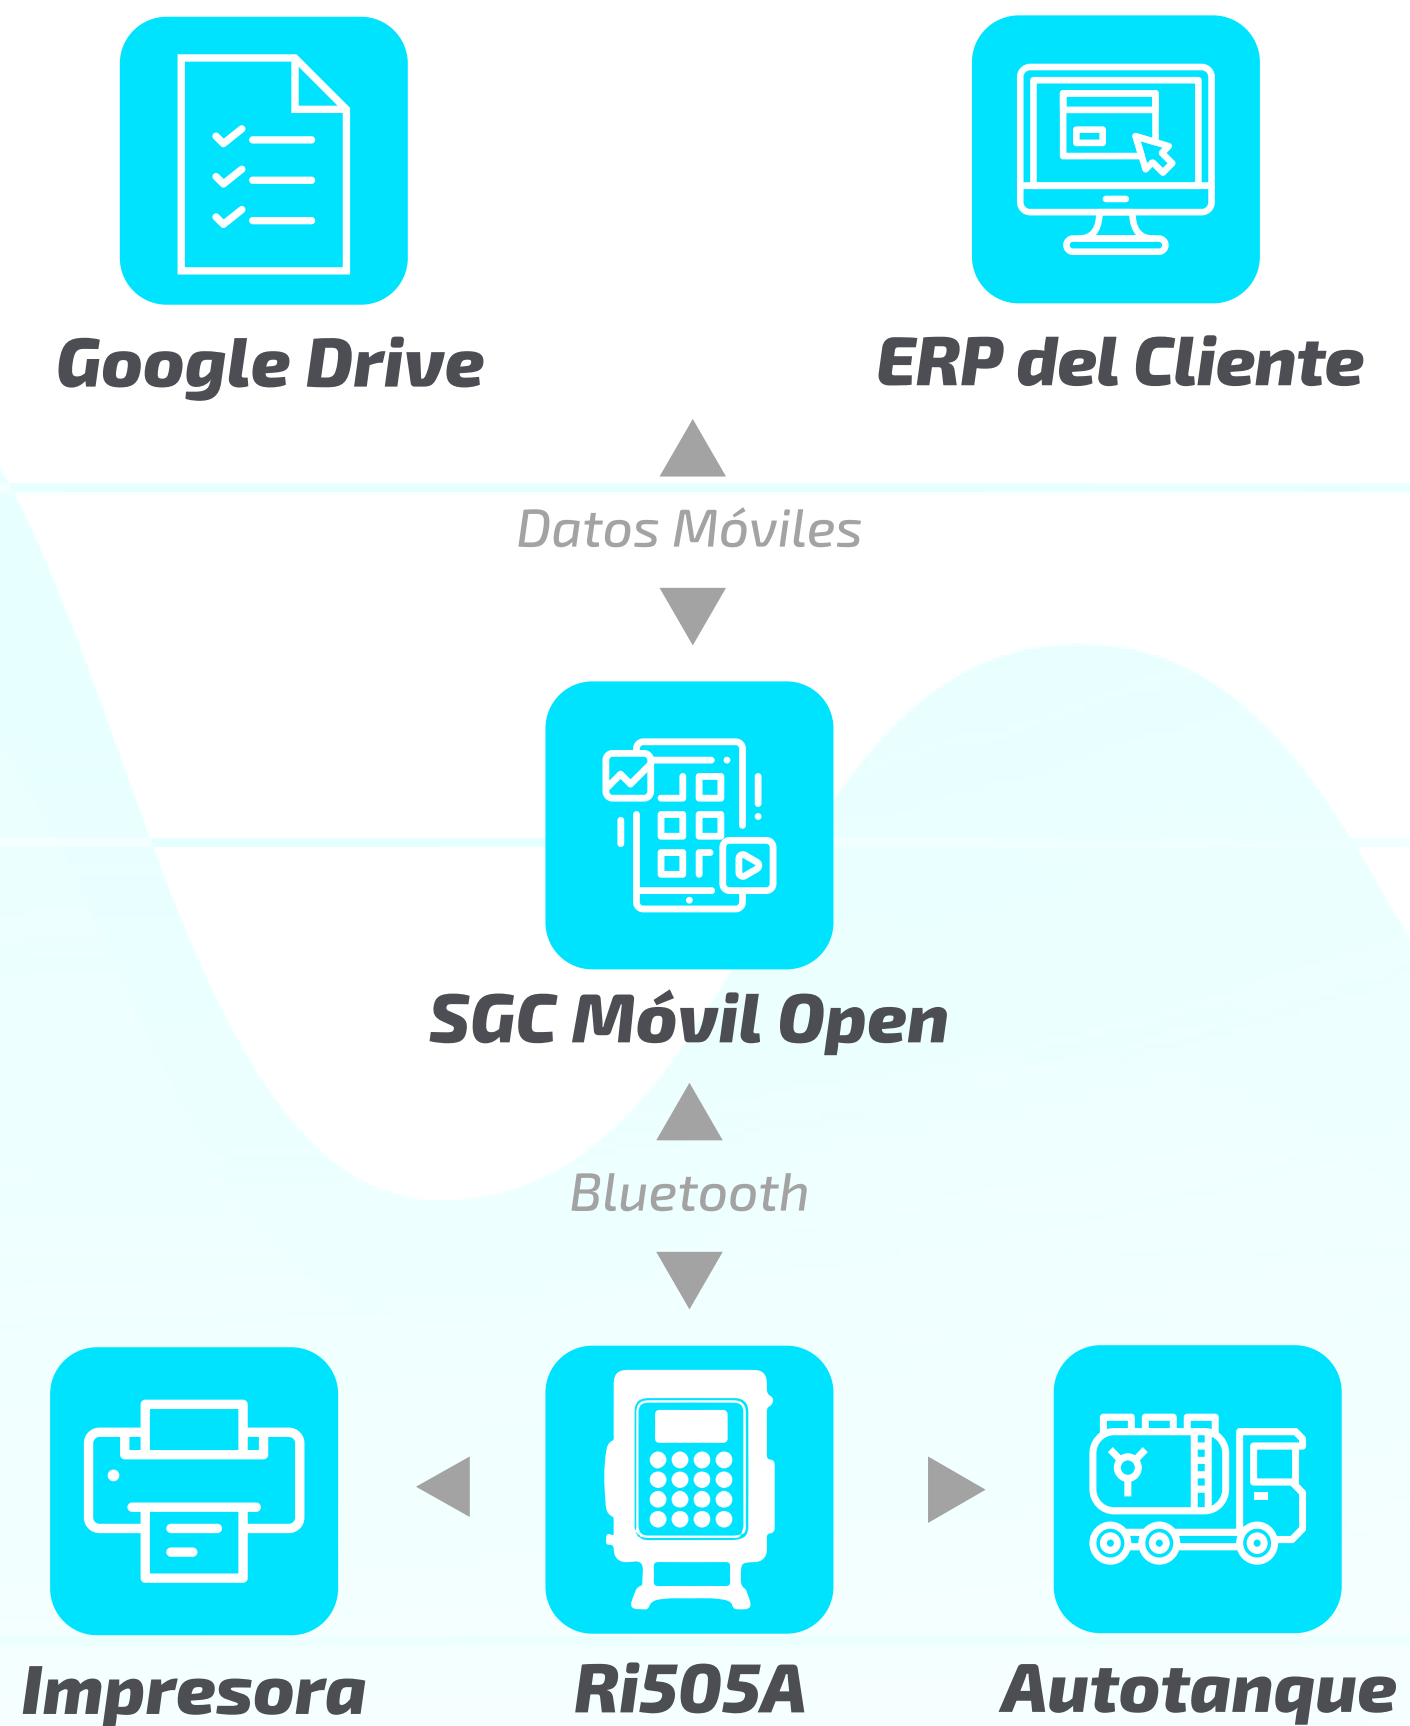 Google Drive
ERP del Cliente
Datos Móviles
SGC Móvil Open
Bluetooth
Impresora
Ri505A
Autotanque